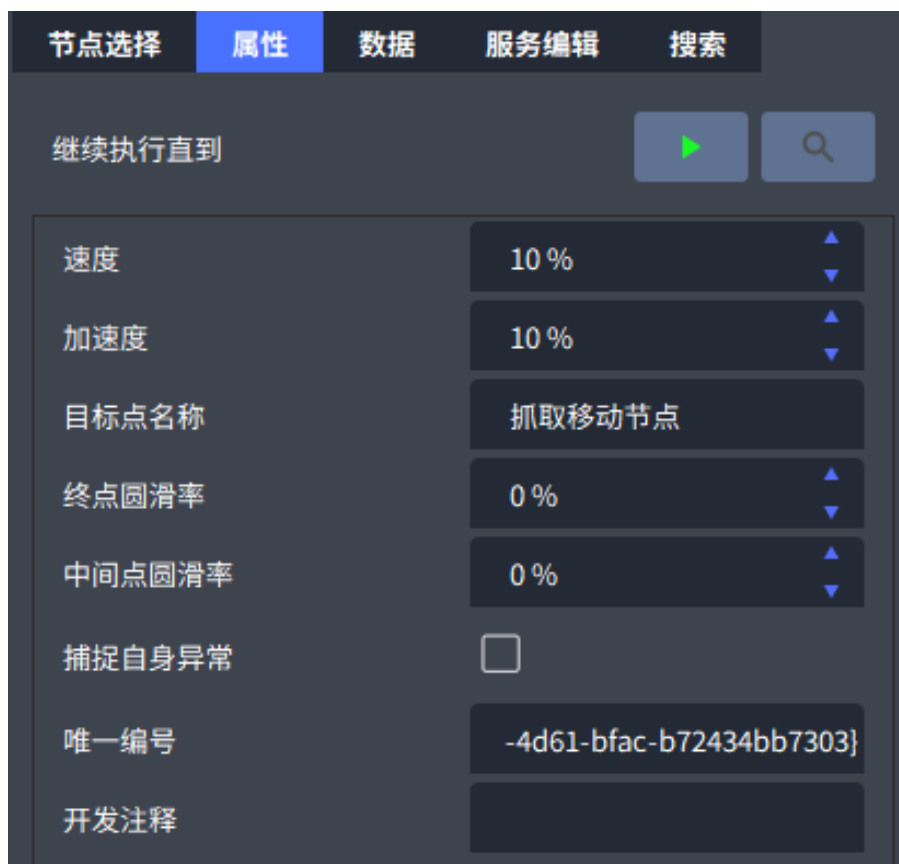 节点选择 属性 数据 服务编辑 搜索
继续执行直到
速度 10 %
加速度 10 %
目标点名称 抓取移动节点
终点圆滑率 0 %
中间点圆滑率 0 %
捕捉自身异常
唯一编号 -4d61-bfac-b72434bb7303}
开发注释